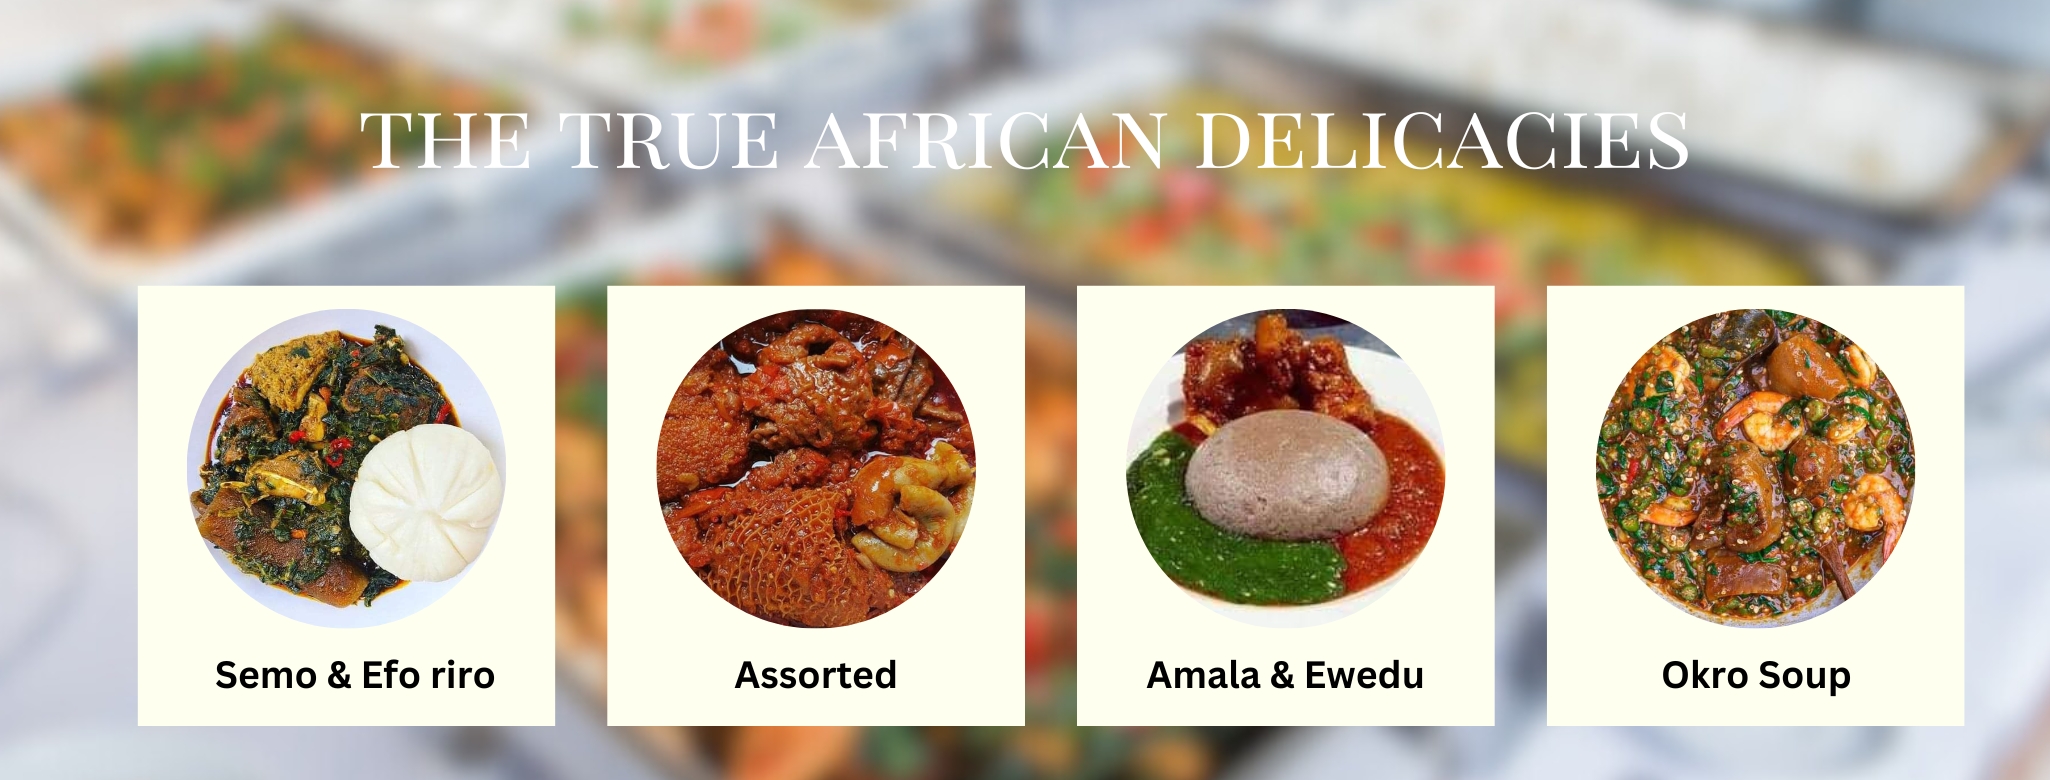 THE TRUE AFRICAN DELICACIES
Semo & Efo riro
Assorted
Amala & Ewedu
Okro Soup